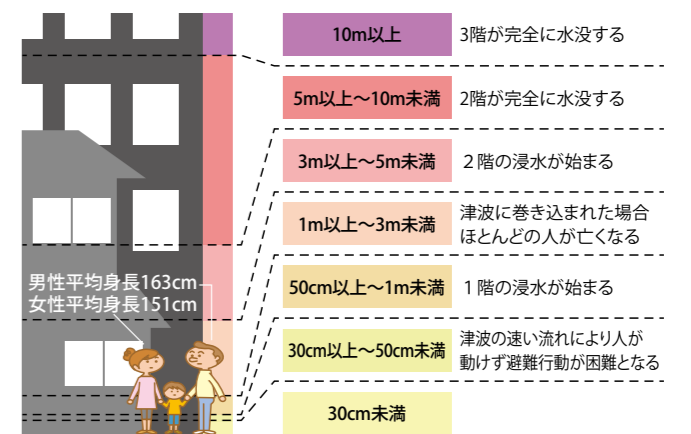 10m以上
3階が完全に水没する
5m以上～10m未満
2階が完全に水没する
3m以上～5m未満
２階の浸水が始まる
1m以上～3m未満
津波に巻き込まれた場合
ほとんどの人が亡くなる
男性平均身長163cm
女性平均身長151cm
50cm以上～1m未満
１階の浸水が始まる
30cm以上～50cm未満
津波の速い流れにより人が
動けず避難行動が困難となる
30cm未満